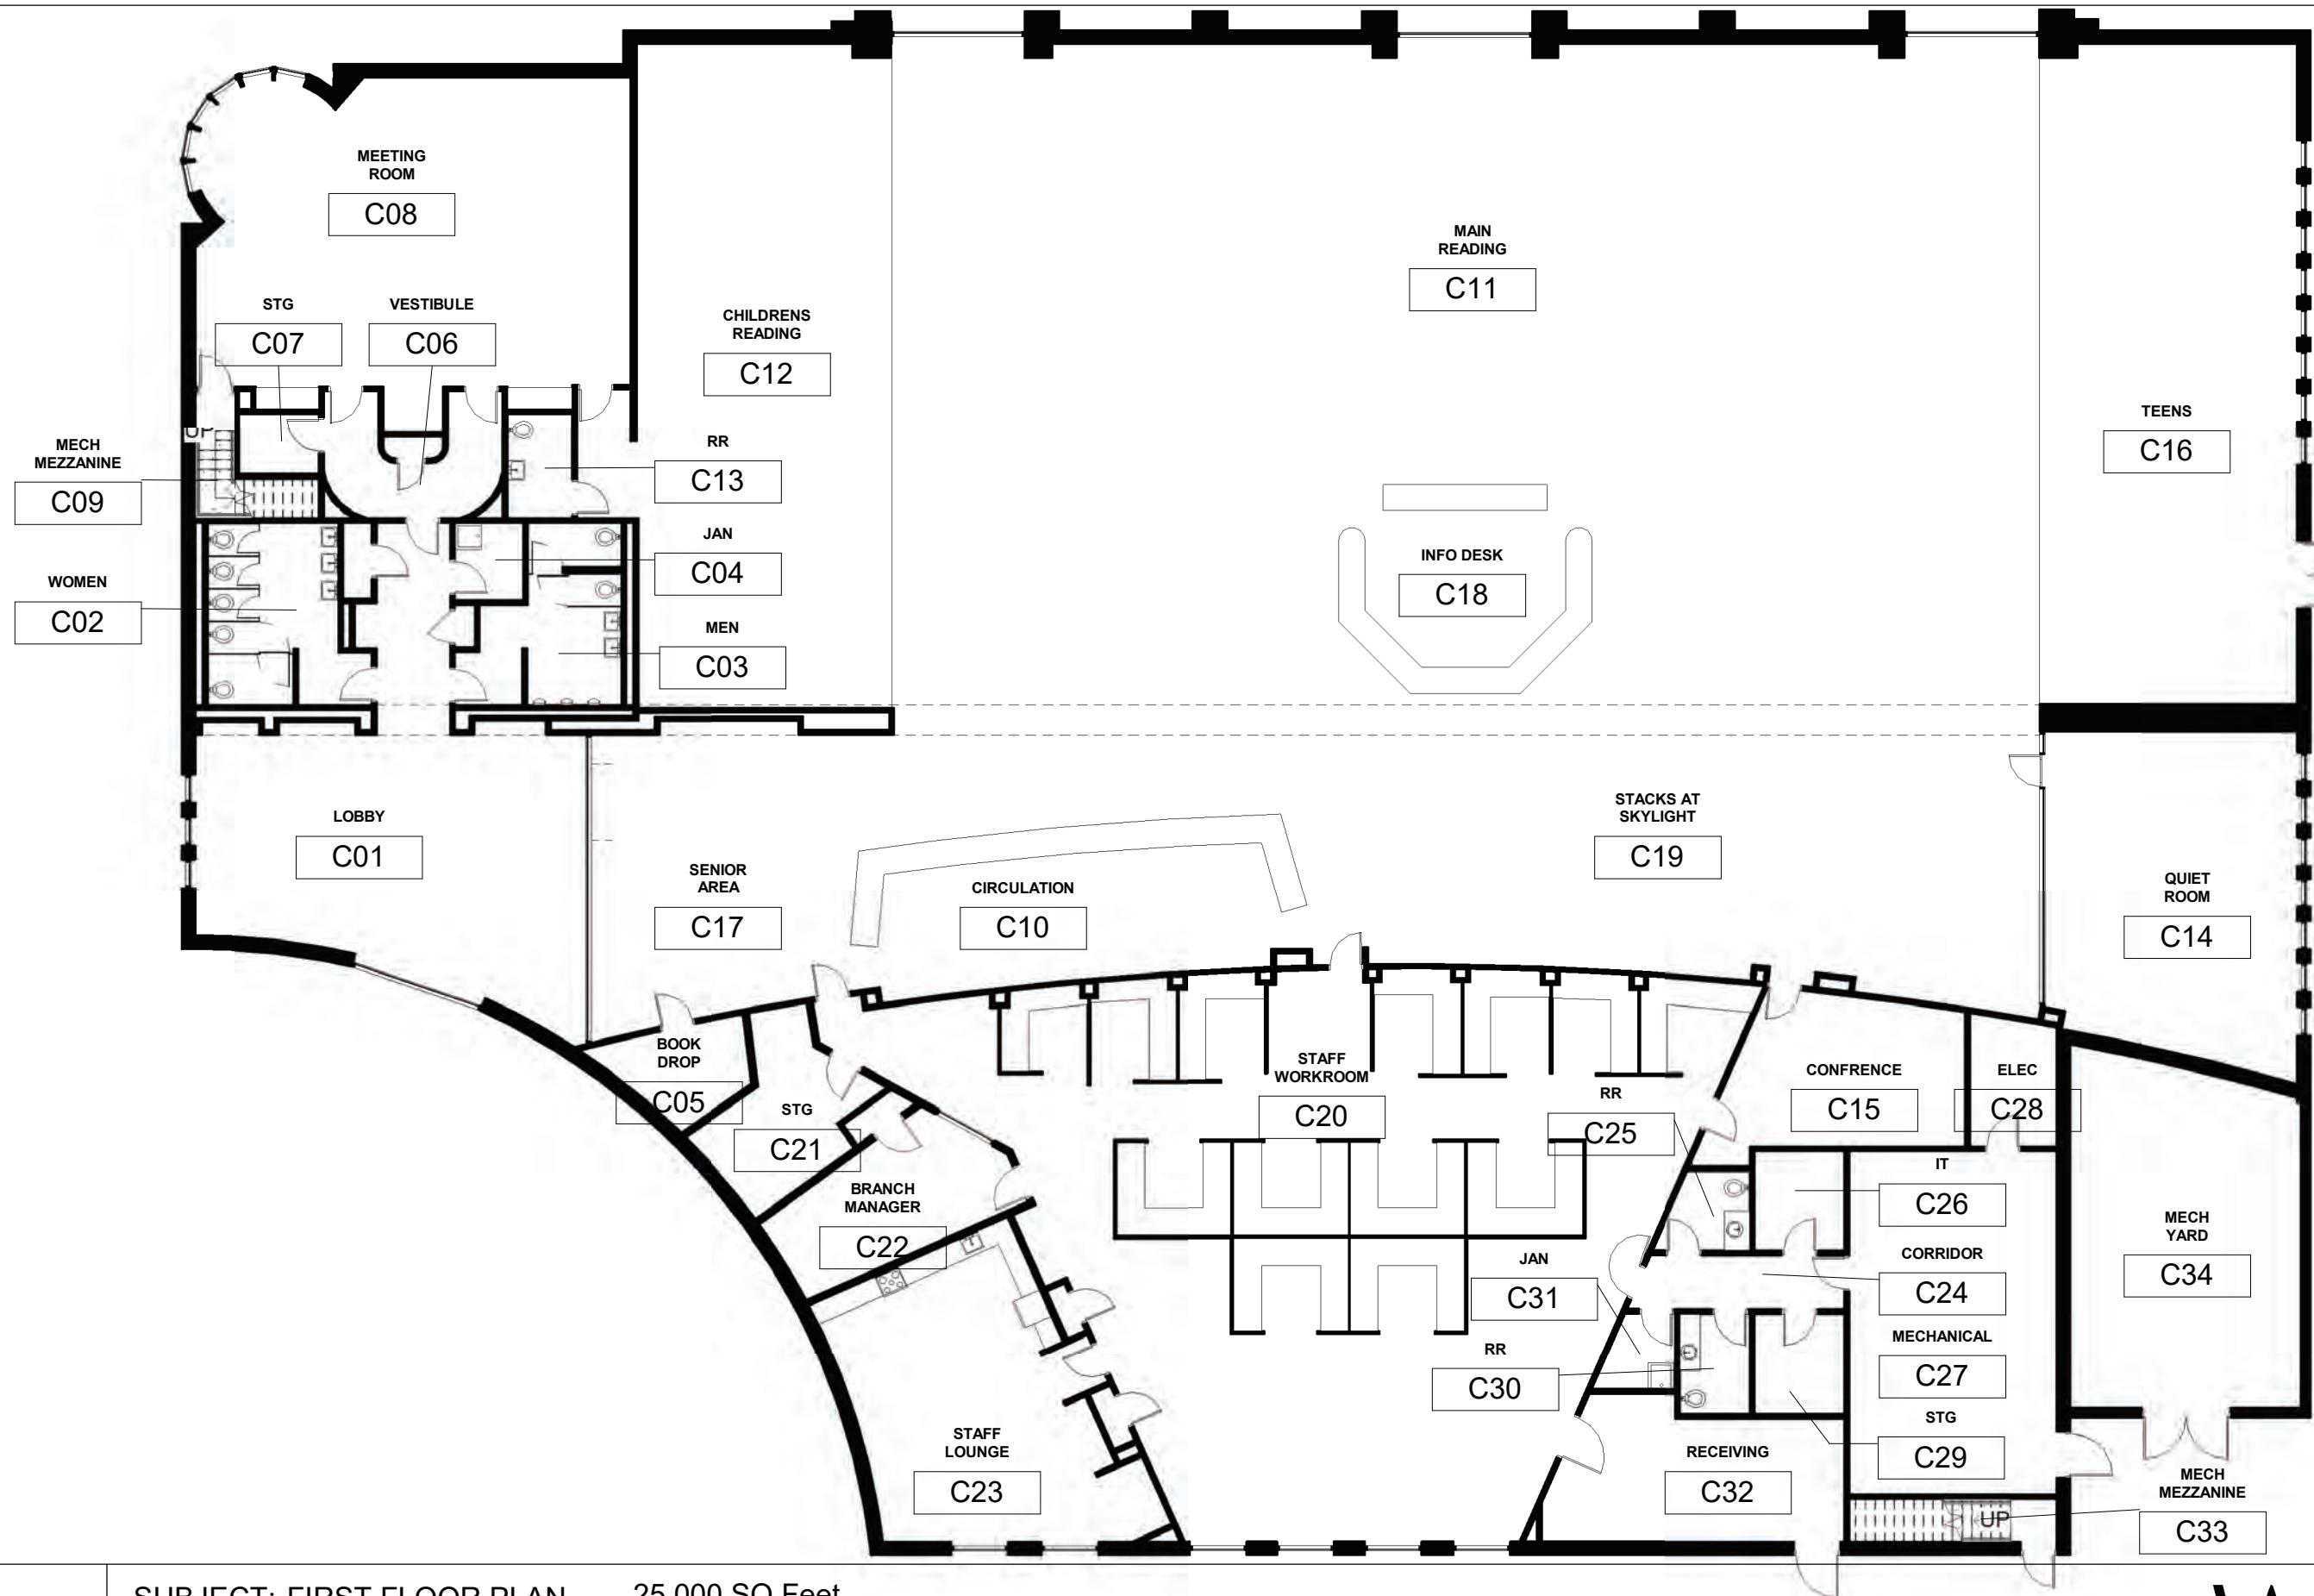 MEETING
ROOM
C08
MAIN
READING
C11
STG
C07
VESTIBULE
C06
CHILDRENS
READING
C12
TEENS
C16
UP
MECH
MEZZANINE
C09
RR
C13
JAN
C04
INFO DESK
C18
WOMEN
C02
MEN
C03
LOBBY
C01
STACKS AT
SKYLIGHT
C19
SENIOR
AREA
C17
CIRCULATION
C10
QUIET
ROOM
C14
BOOK
DROP
C05
STG
C21
STAFF
WORKROOM
C20
RR
C25
CONFRENCE
C15
ELEC
C28
BRANCH
MANAGER
C22
IT
C26
MECH
YARD
C34
JAN
C31
CORRIDOR
C24
MECHANICAL
C27
RR
C30
STAFF
LOUNGE
C23
RECEIVING
C32
STG
C29
UP
MECH
MEZZANINE
C33
SUBJECT: FIRST FLOOR PLAN 25,000 SQ Feet